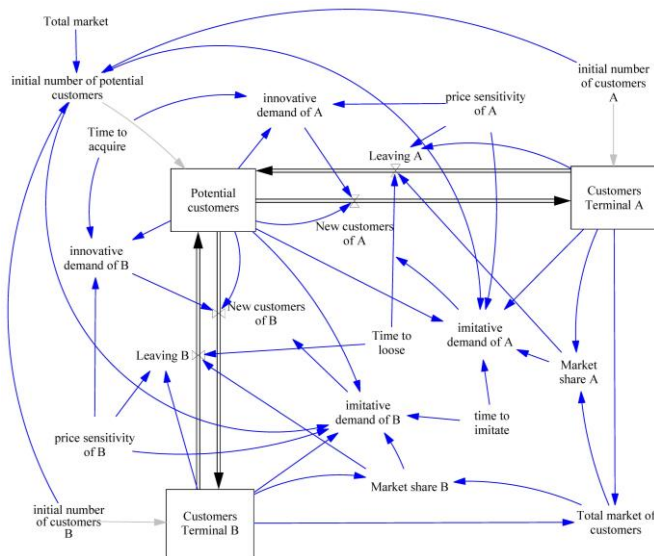 Total market
initial number of potential
customers
initial number
of customers
A
innovative
demand of A
price sensitivity
of A
Time to
acquire
Leaving A
Potential
customers
Customers
Terminal A
New customers
of A
innovative
demand of B
New customers
of B
Time to
loose
imitative
demand of A
Leaving B
Market
share A
imitative
demand of B
time to
imitate
price sensitivity
of B
Market share B
initial number
of customers
B
Customers
Terminal B
Total market of
customers